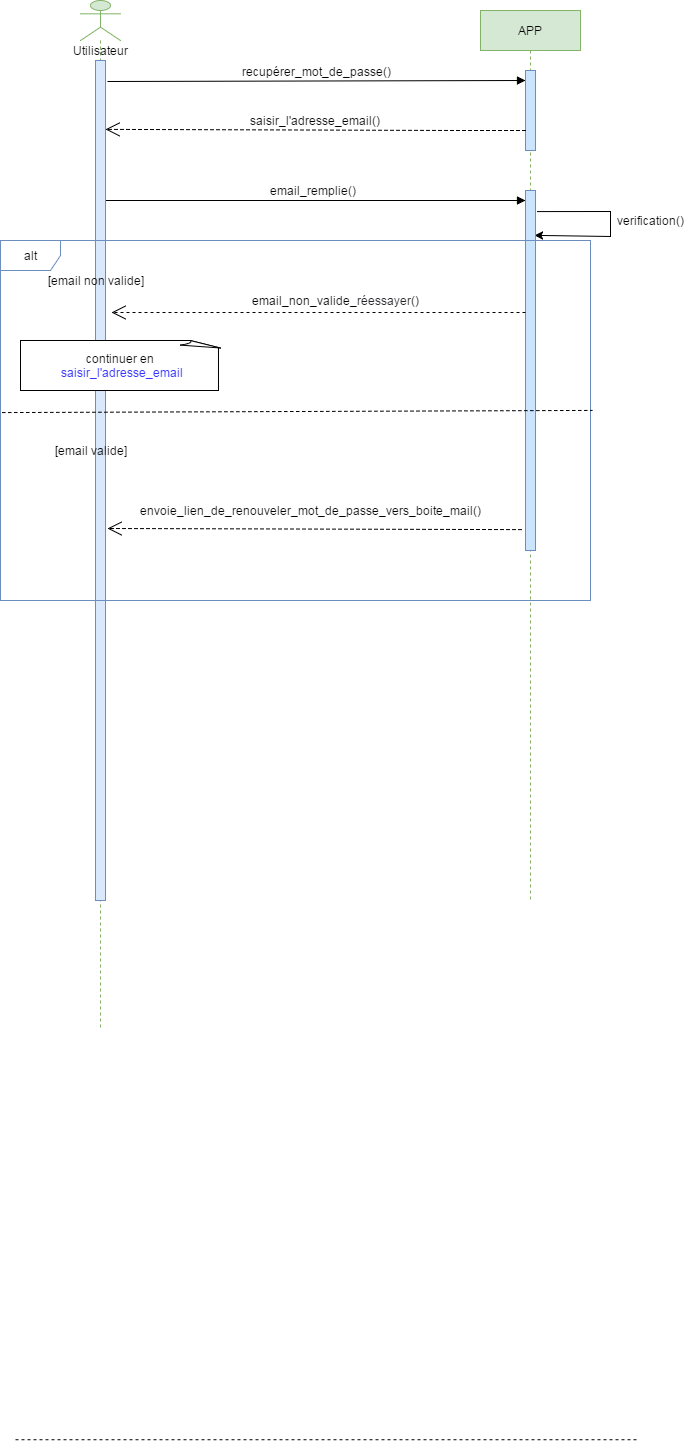 Utilisateur
APP
recupérer_mot_de_passe()
saisir_l'adresse_email()
email_remplie()
verification()
alt
[email non valide]
email_non_valide_réessayer()
continuer en
saisir_l'adresse_email
[email valide]
envoie_lien_de_renouveler_mot_de_passe_vers_boite_mail()